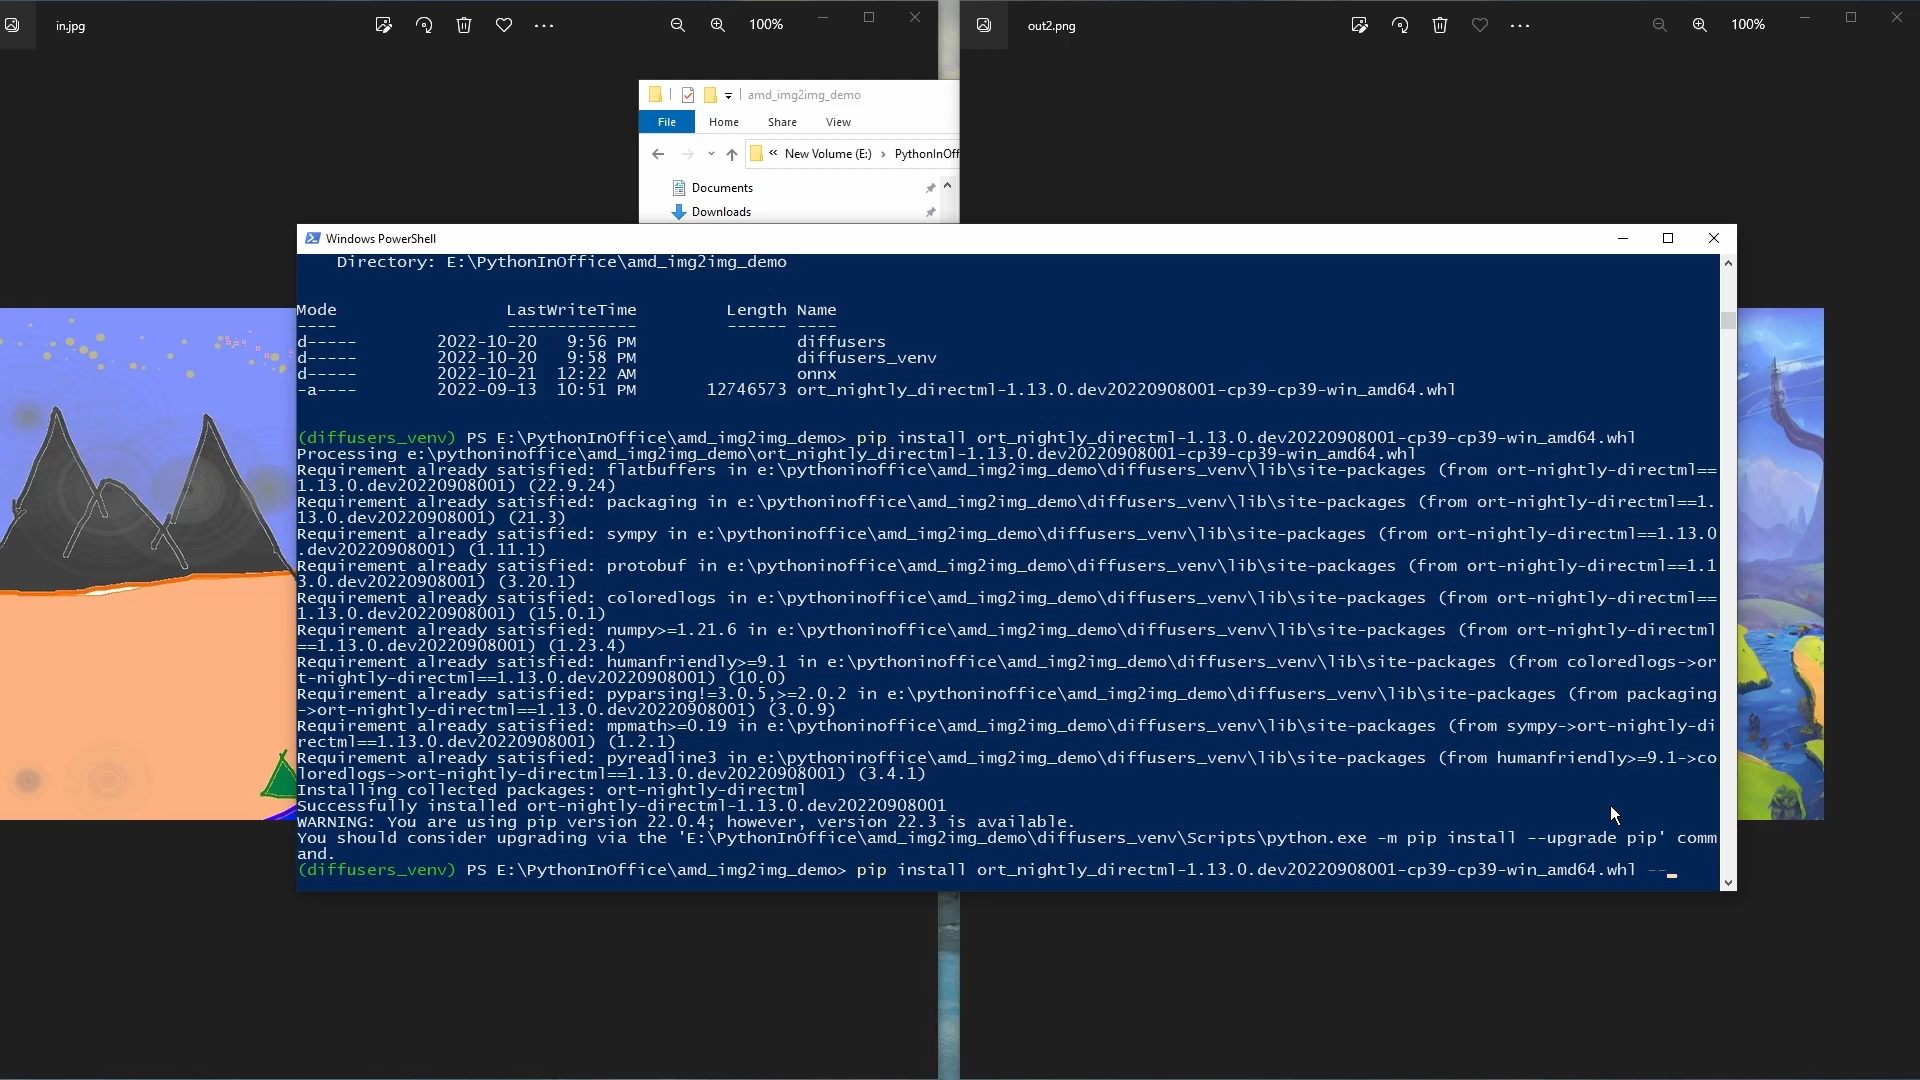 in.jpg
100%
out2.png
100%
amd_img2img_demo
File Home Share View
« New Volume (E:) › PythonInOff
Documents
Downloads
Windows PowerShell
Directory: E:\PythonInOffice\amd_img2img_demo
Mode LastWriteTime Length Name
---- ------------- ------ ----
d----- 2022-10-20 9:56 PM diffusers
d----- 2022-10-20 9:58 PM diffusers_venv
d----- 2022-10-21 12:22 AM onnx
-a---- 2022-09-13 10:51 PM 12746573 ort_nightly_directml-1.13.0.dev20220908001-cp39-cp39-win_amd64.whl
(diffusers_venv) PS E:\PythonInOffice\amd_img2img_demo> pip install ort_nightly_directml-1.13.0.dev20220908001-cp39-cp39-win_amd64.whl
Processing e:\pythoninoffice\amd_img2img_demo\ort_nightly_directml-1.13.0.dev20220908001-cp39-cp39-win_amd64.whl
Requirement already satisfied: flatbuffers in e:\pythoninoffice\amd_img2img_demo\diffusers_venv\lib\site-packages (from ort-nightly-directml==
1.13.0.dev20220908001) (22.9.24)
Requirement already satisfied: packaging in e:\pythoninoffice\amd_img2img_demo\diffusers_venv\lib\site-packages (from ort-nightly-directml==1.
13.0.dev20220908001) (21.3)
Requirement already satisfied: sympy in e:\pythoninoffice\amd_img2img_demo\diffusers_venv\lib\site-packages (from ort-nightly-directml==1.13.0
.dev20220908001) (1.11.1)
Requirement already satisfied: protobuf in e:\pythoninoffice\amd_img2img_demo\diffusers_venv\lib\site-packages (from ort-nightly-directml==1.1
3.0.dev20220908001) (3.20.1)
Requirement already satisfied: coloredlogs in e:\pythoninoffice\amd_img2img_demo\diffusers_venv\lib\site-packages (from ort-nightly-directml==
1.13.0.dev20220908001) (15.0.1)
Requirement already satisfied: numpy>=1.21.6 in e:\pythoninoffice\amd_img2img_demo\diffusers_venv\lib\site-packages (from ort-nightly-directml
==1.13.0.dev20220908001) (1.23.4)
Requirement already satisfied: humanfriendly>=9.1 in e:\pythoninoffice\amd_img2img_demo\diffusers_venv\lib\site-packages (from coloredlogs->or
t-nightly-directml==1.13.0.dev20220908001) (10.0)
Requirement already satisfied: pyparsing!=3.0.5,>=2.0.2 in e:\pythoninoffice\amd_img2img_demo\diffusers_venv\lib\site-packages (from packaging
->ort-nightly-directml==1.13.0.dev20220908001) (3.0.9)
Requirement already satisfied: mpmath>=0.19 in e:\pythoninoffice\amd_img2img_demo\diffusers_venv\lib\site-packages (from sympy->ort-nightly-di
rectml==1.13.0.dev20220908001) (1.2.1)
Requirement already satisfied: pyreadline3 in e:\pythoninoffice\amd_img2img_demo\diffusers_venv\lib\site-packages (from humanfriendly>=9.1->co
loredlogs->ort-nightly-directml==1.13.0.dev20220908001) (3.4.1)
Installing collected packages: ort-nightly-directml
Successfully installed ort-nightly-directml-1.13.0.dev20220908001
WARNING: You are using pip version 22.0.4; however, version 22.3 is available.
You should consider upgrading via the 'E:\PythonInOffice\amd_img2img_demo\diffusers_venv\Scripts\python.exe -m pip install --upgrade pip' comm
and.
(diffusers_venv) PS E:\PythonInOffice\amd_img2img_demo> pip install ort_nightly_directml-1.13.0.dev20220908001-cp39-cp39-win_amd64.whl --